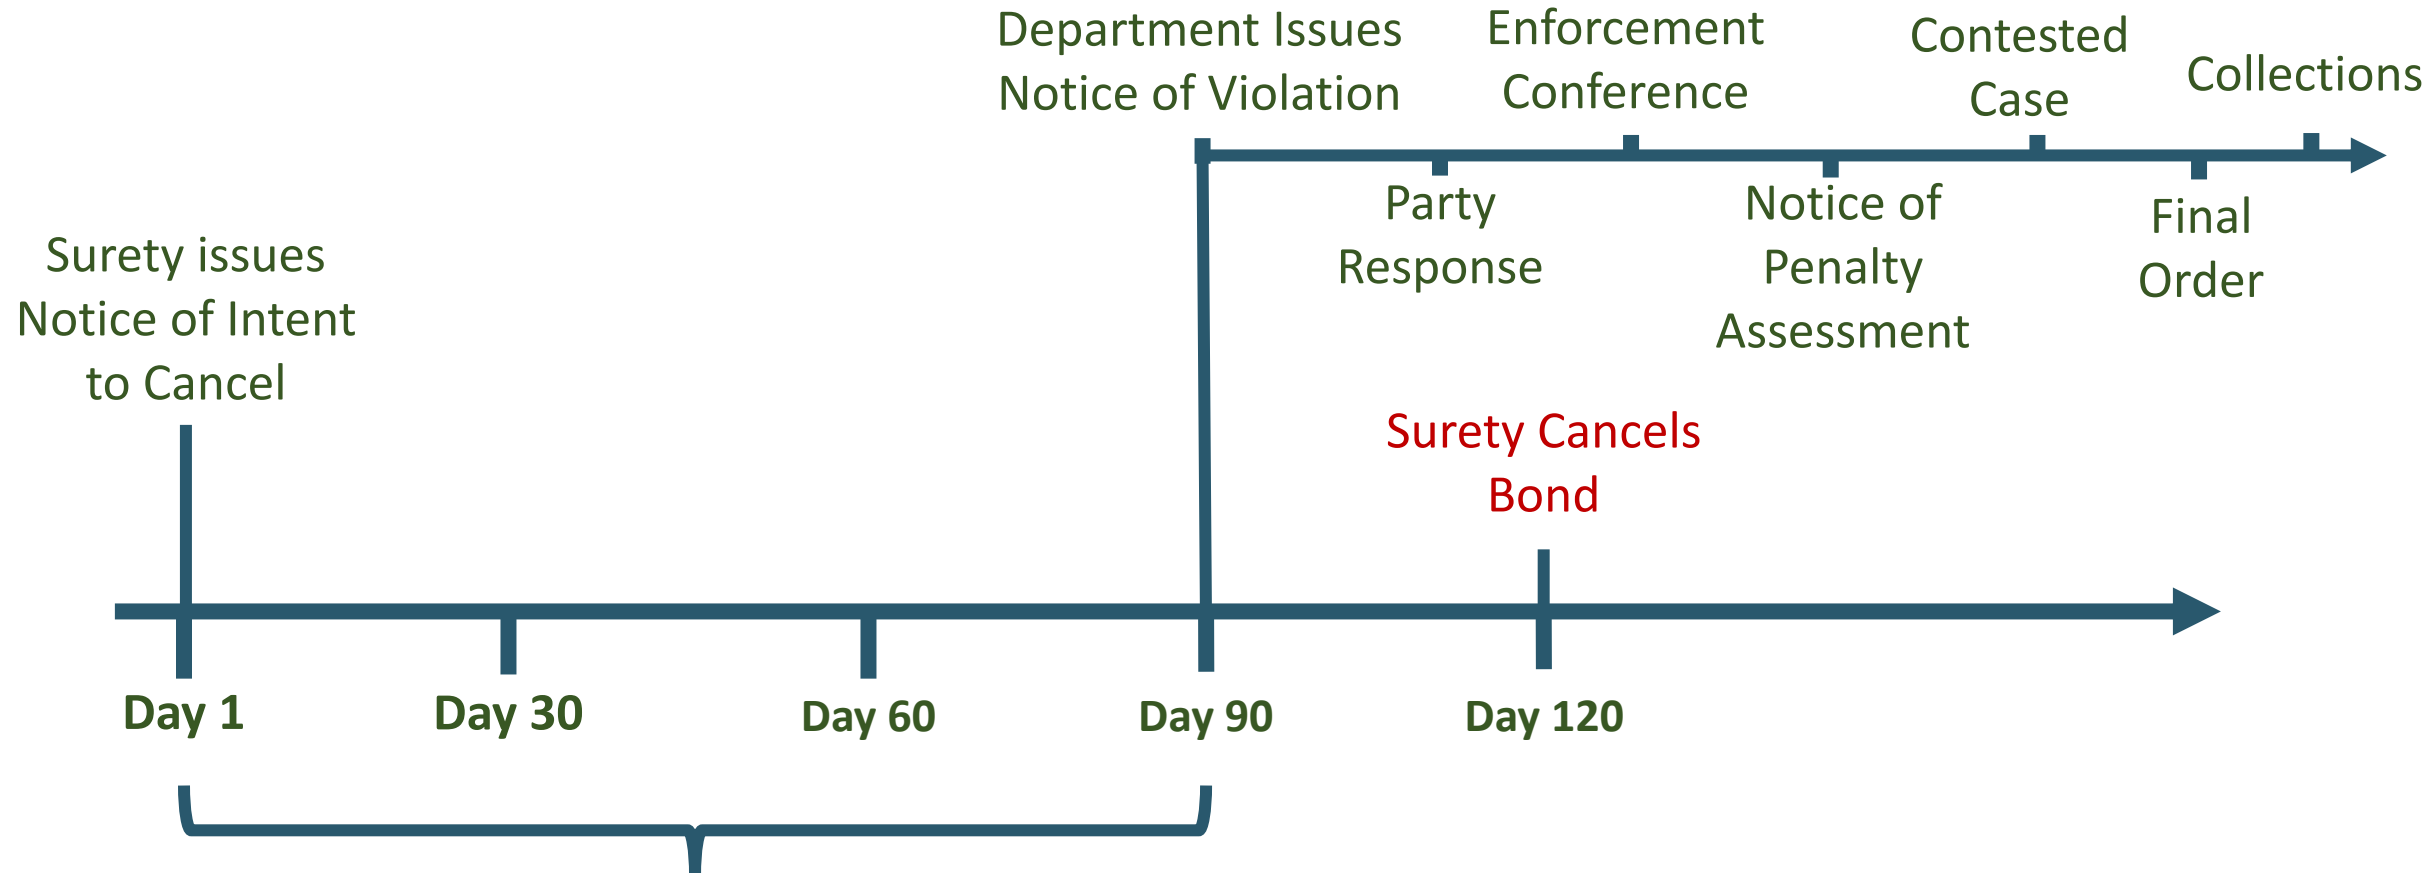 Department Issues
Notice of Violation
Enforcement
Conference
Contested
Case
Collections
Party
Response
Notice of
Penalty
Assessment
Final
Order
Surety issues
Notice of Intent
to Cancel
Surety Cancels
Bond
Day 1
Day 30
Day 60
Day 90
Day 120